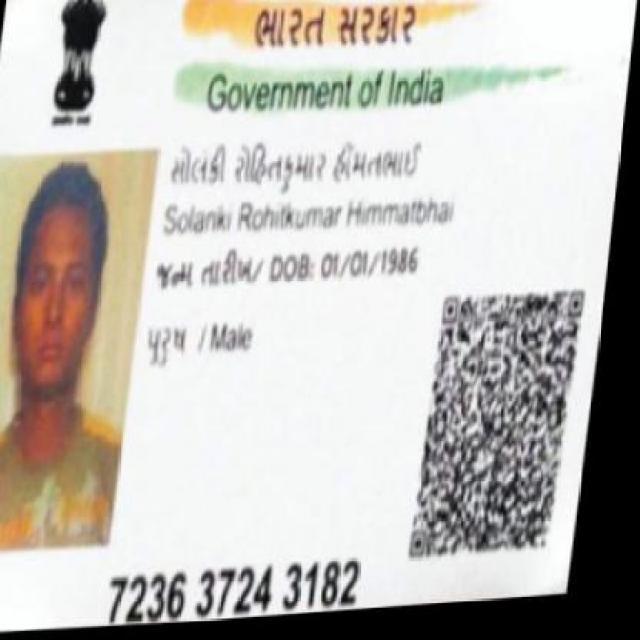 ભારત સરકાર
Government of India
સોલંકી રોહિતકુમાર હિંમતભાઈ
Solanki Rohitkumar Himmatbhai
જન્મ તારીખ/ DOB: 01/01/1986
પુરુષ / Male
7236 3724 3182